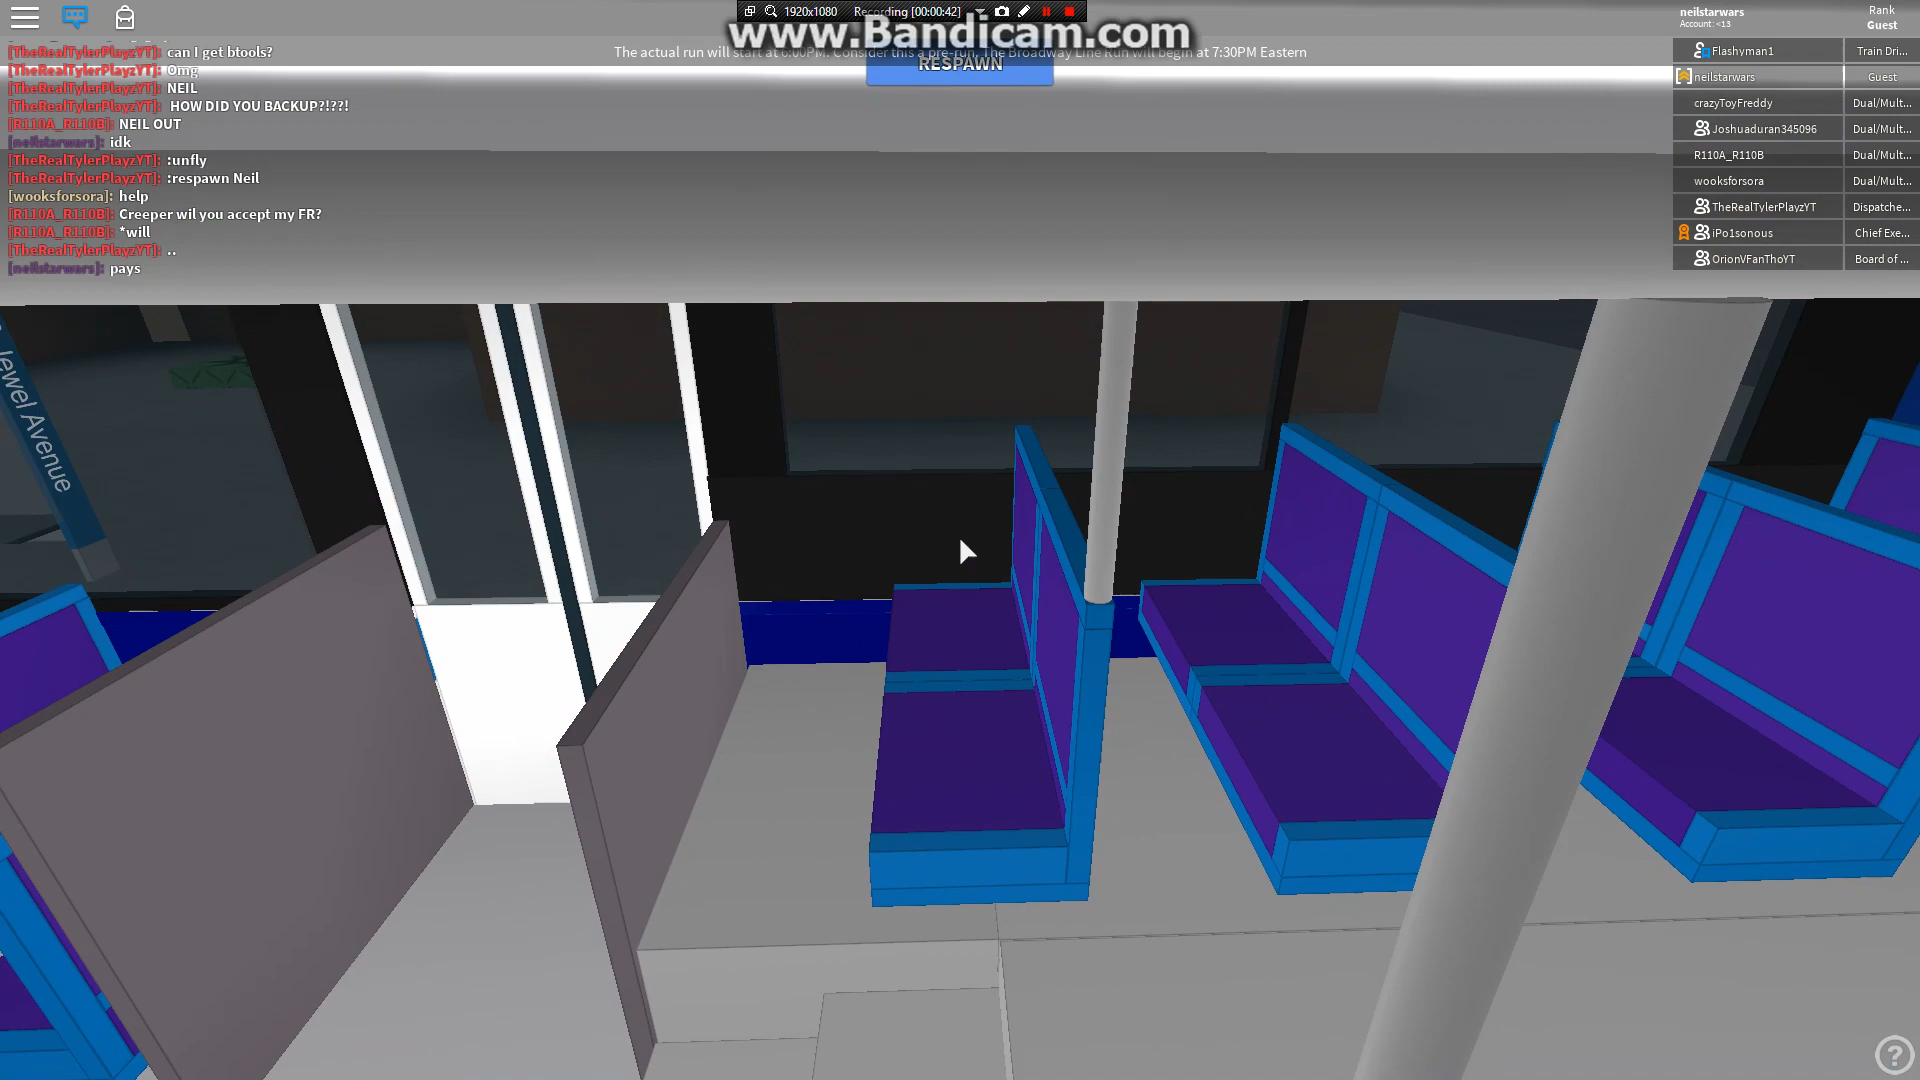 1920x1080 Recording [00:00:42]
www.Bandicam.com
neilstarwars
Account: <13
Rank
Guest
[TheRealTylerPlayzYT]: can I get btools?
[TheRealTylerPlayzYT]: Omg
[TheRealTylerPlayzYT]: NEIL
[TheRealTylerPlayzYT]: HOW DID YOU BACKUP?!??!
[R110A_R110B]: NEIL OUT
[neilstarwars]: idk
[TheRealTylerPlayzYT]: :unfly
[TheRealTylerPlayzYT]: :respawn Neil
[wooksforsora]: help
[R110A_R110B]: Creeper wil you accept my FR?
[R110A_R110B]: *will
[TheRealTylerPlayzYT]: ..
[neilstarwars]: pays
The actual run will start at 6:00PM. Consider this a pre-run. The Broadway Line Run will begin at 7:30PM Eastern
RESPAWN
Flashyman1 Train Dri...
neilstarwars Guest
crazyToyFreddy Dual/Mult...
Joshuaduran345096 Dual/Mult...
R110A_R110B Dual/Mult...
wooksforsora Dual/Mult...
TheRealTylerPlayzYT Dispatche...
iPo1sonous Chief Exe...
OrionVFanThoYT Board of ...
Jewel Avenue
?